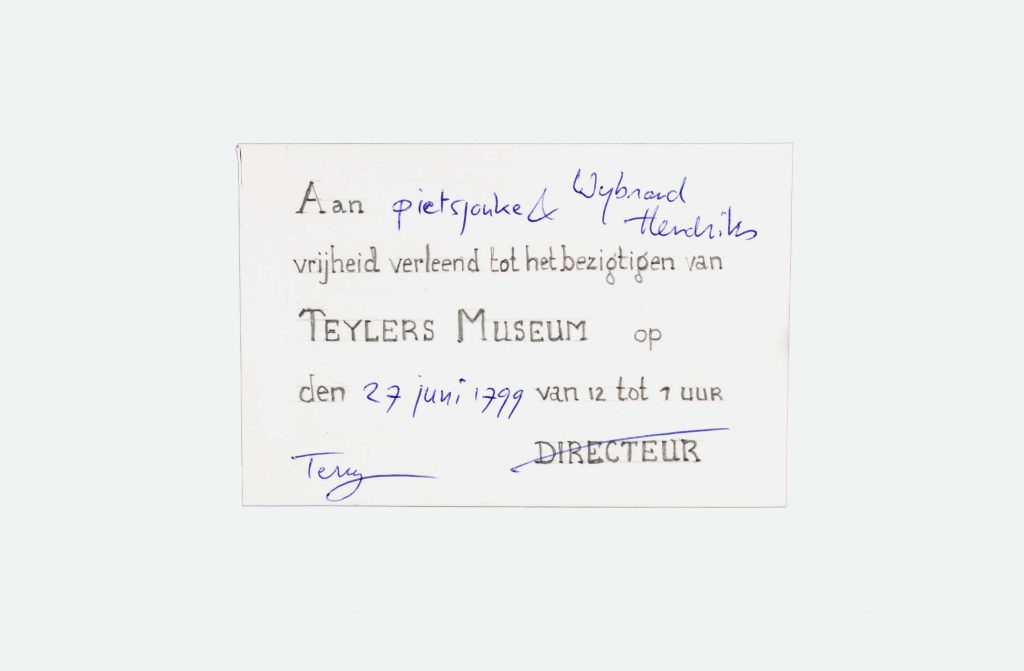 Aan pietsjouke & Wybrand Hendriks
vrijheid verleend tot het bezigtigen van
TEYLERS MUSEUM op
den 27 juni 1799 van 12 tot 1 UUR
DIRECTEUR
Terry